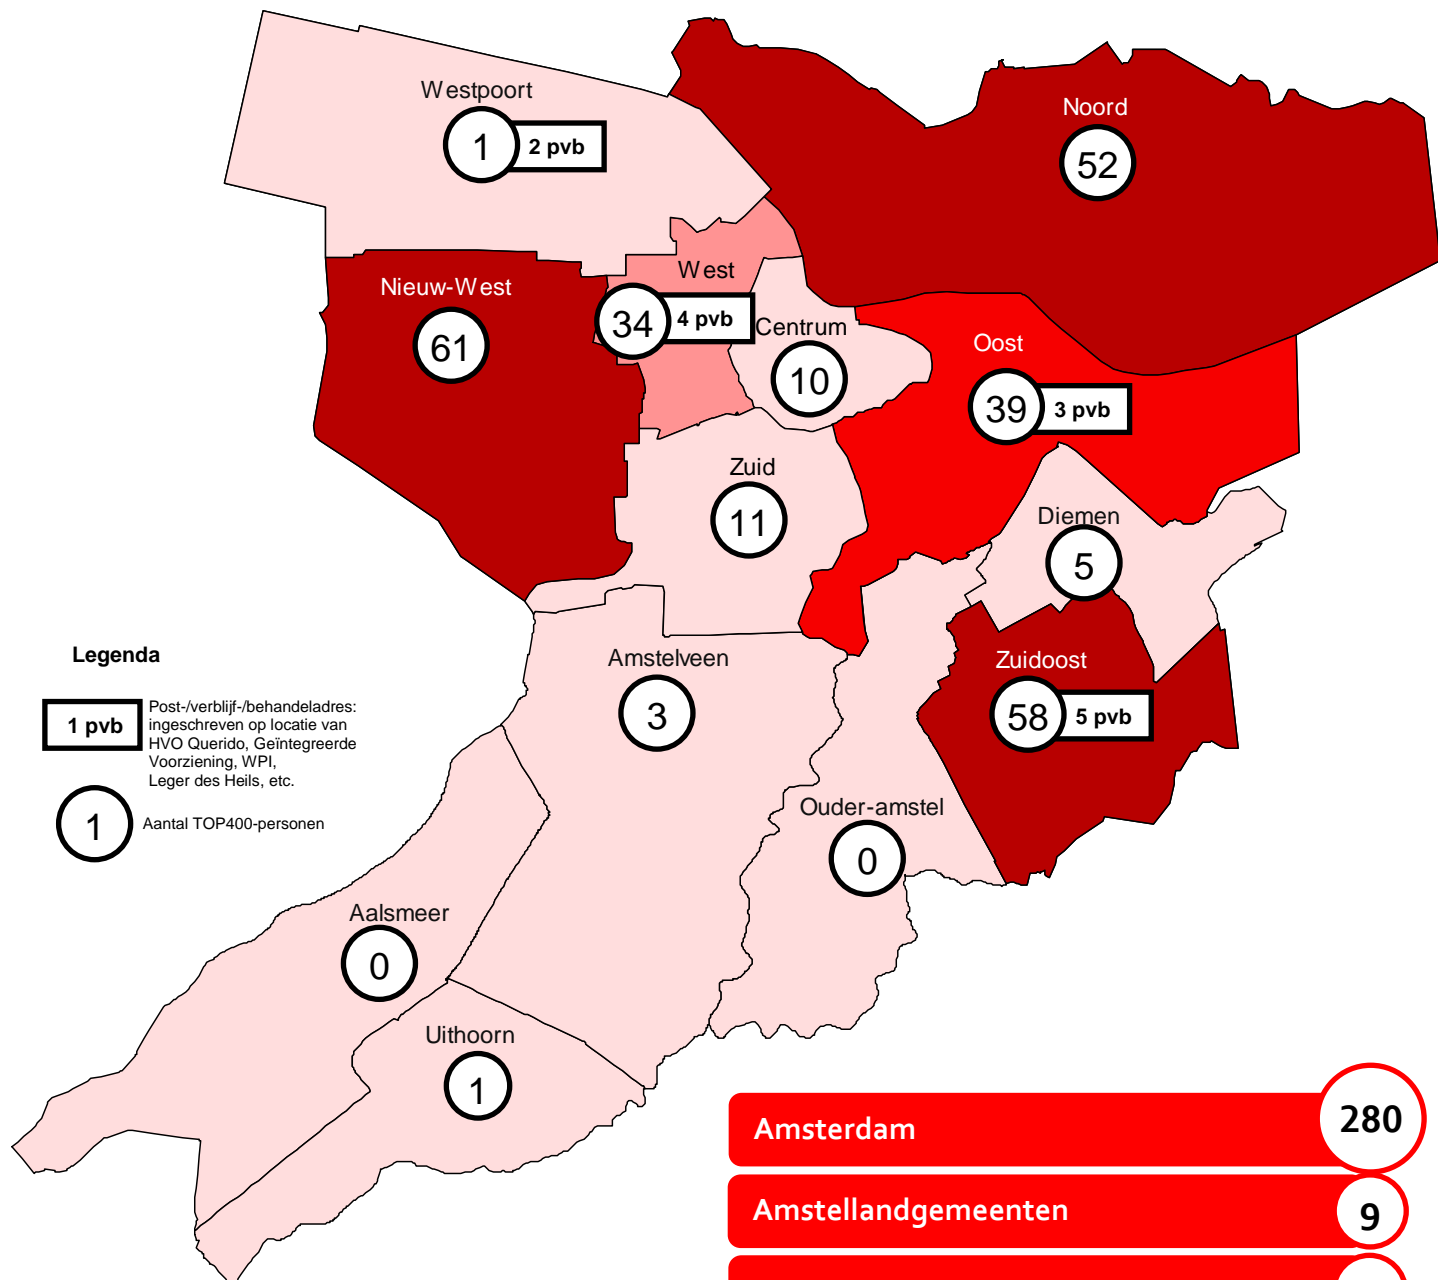 Westpoort
1
2 pvb
Noord
52
Nieuw-West
61
West
34
4 pvb
Centrum
10
Oost
39
3 pvb
Zuid
11
Diemen
5
Legenda
1 pvb
Post-/verblijf-/behandeladres:
ingeschreven op locatie van
HVO Querido, Geïntegreerde
Voorziening, WPI,
Leger des Heils, etc.
1
Aantal TOP400-personen
Amstelveen
3
Zuidoost
58
5 pvb
Ouder-amstel
0
Aalsmeer
0
Uithoorn
1
Amsterdam
280
Amstellandgemeenten
9